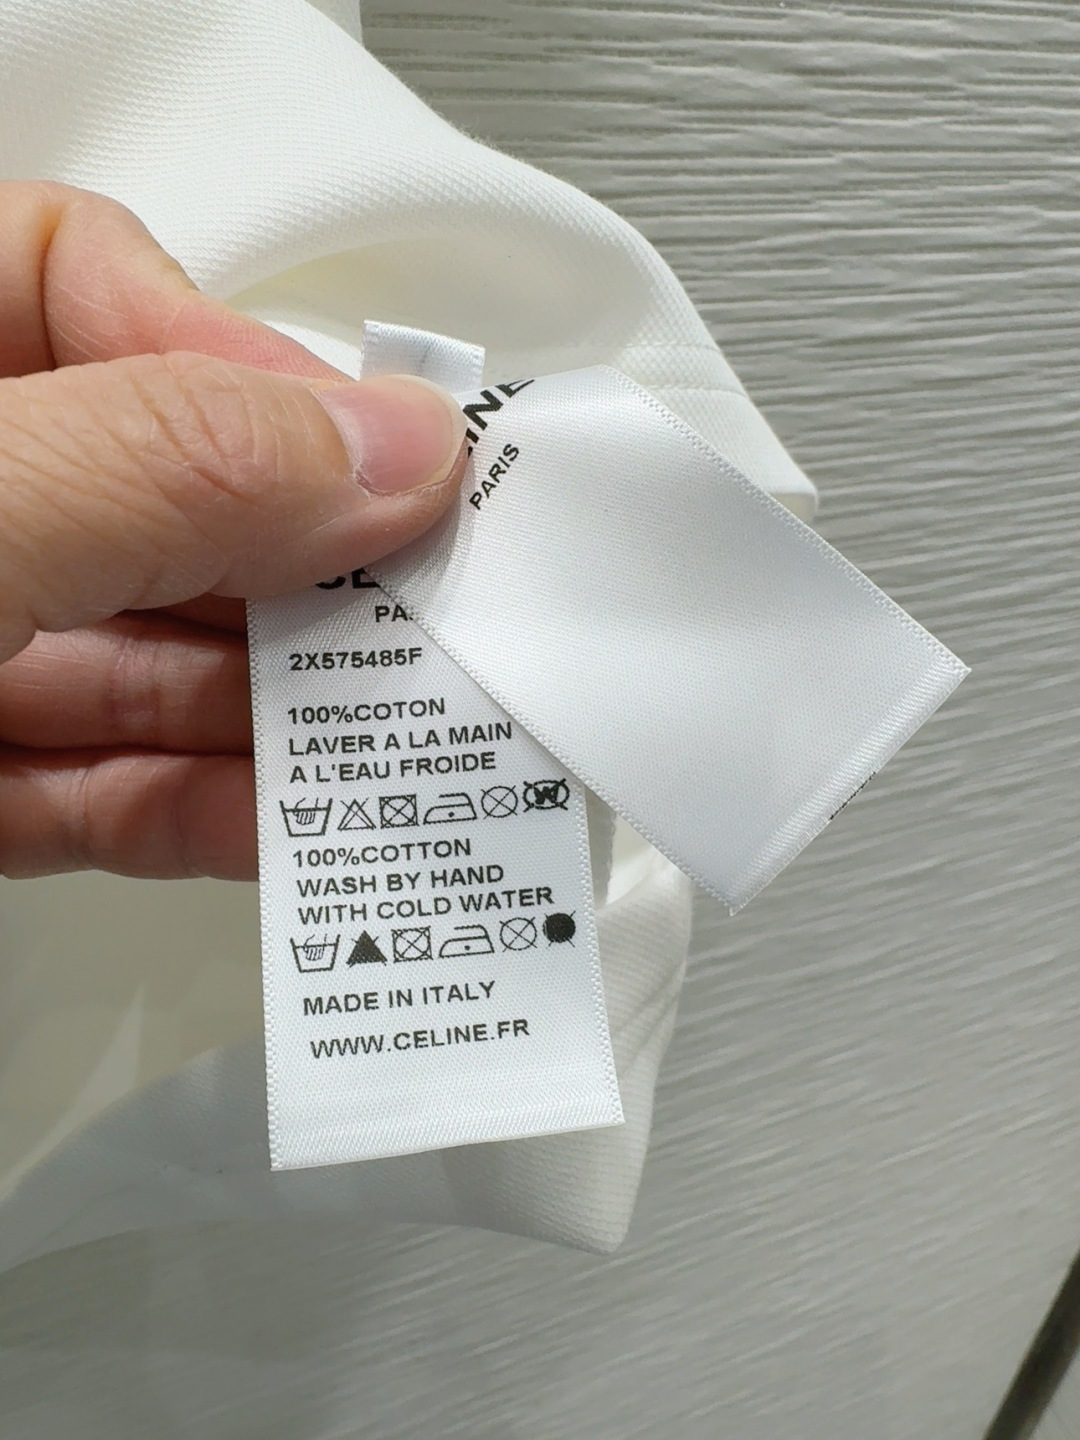 PARIS
2X575485F
100%COTON
LAVER A LA MAIN
A L'EAU FROIDE
100%COTTON
WASH BY HAND
WITH COLD WATER
MADE IN ITALY
WWW.CELINE.FR